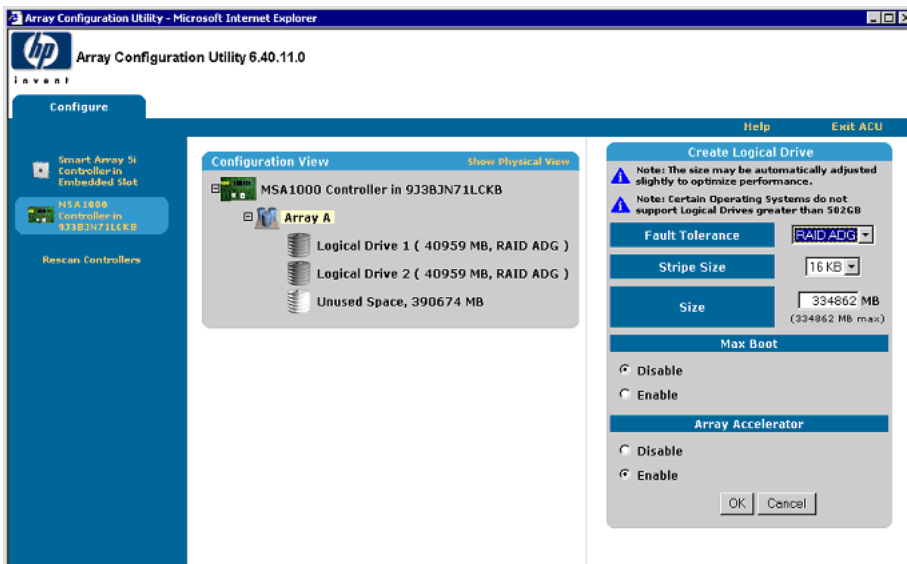 Array Configuration Utility - Microsoft Internet Explorer
hp
invent
Array Configuration Utility 6.40.11.0
Configure
Help
Exit ACU
Smart Array 5i
Controller in
Embedded Slot
MSA1000
Controller in
9J3BJN71LCKB
Rescan Controllers
Configuration View
Show Physical View
MSA1000 Controller in 9J3BJN71LCKB
Array A
Logical Drive 1 ( 40959 MB, RAID ADG )
Logical Drive 2 ( 40959 MB, RAID ADG )
Unused Space, 390674 MB
Create Logical Drive
Note: The size may be automatically adjusted
slightly to optimize performance.
Note: Certain Operating Systems do not
support Logical Drives greater than 502GB
Fault Tolerance
RAID ADG
Stripe Size
16 KB
Size
334862 MB
(334862 MB max)
Max Boot
Disable
Enable
Array Accelerator
Disable
Enable
OK
Cancel